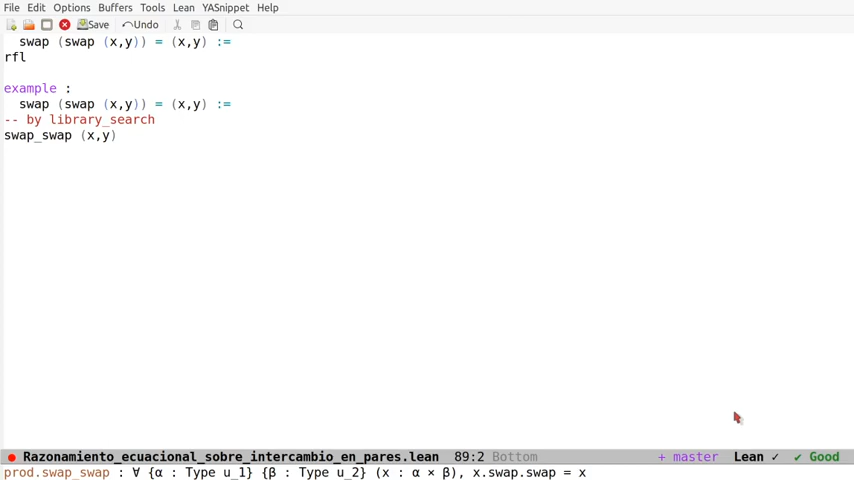 File Edit Options Buffers Tools Lean YASnippet Help
Save Undo
swap (swap (x,y)) = (x,y) :=
rfl
example :
swap (swap (x,y)) = (x,y) :=
-- by library_search
swap_swap (x,y)
Razonamiento_ecuacional_sobre_intercambio_en_pares.lean 89:2 Bottom + master Lean ✓ ✔ Good
prod.swap_swap : ∀ {α : Type u_1} {β : Type u_2} (x : α × β), x.swap.swap = x